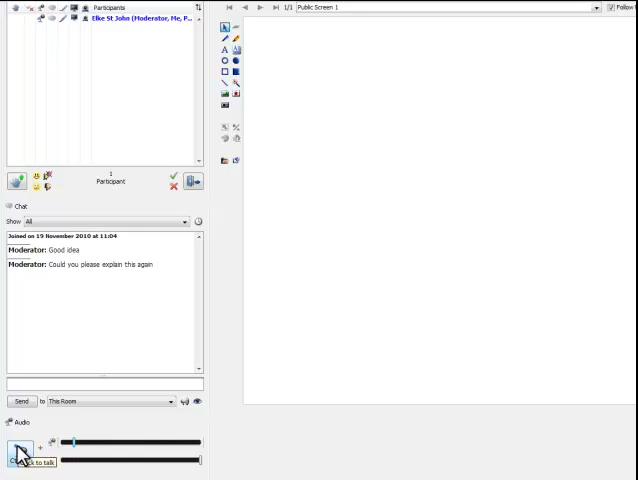 Participants
1/1 Public Screen 1
Follow
Elke St John (Moderator, Me, P...
A
1
Participant
Chat
Show All
Joined on 19 November 2010 at 11:04
Moderator: Good idea
Moderator: Could you please explain this again
Send to This Room
Audio
to talk